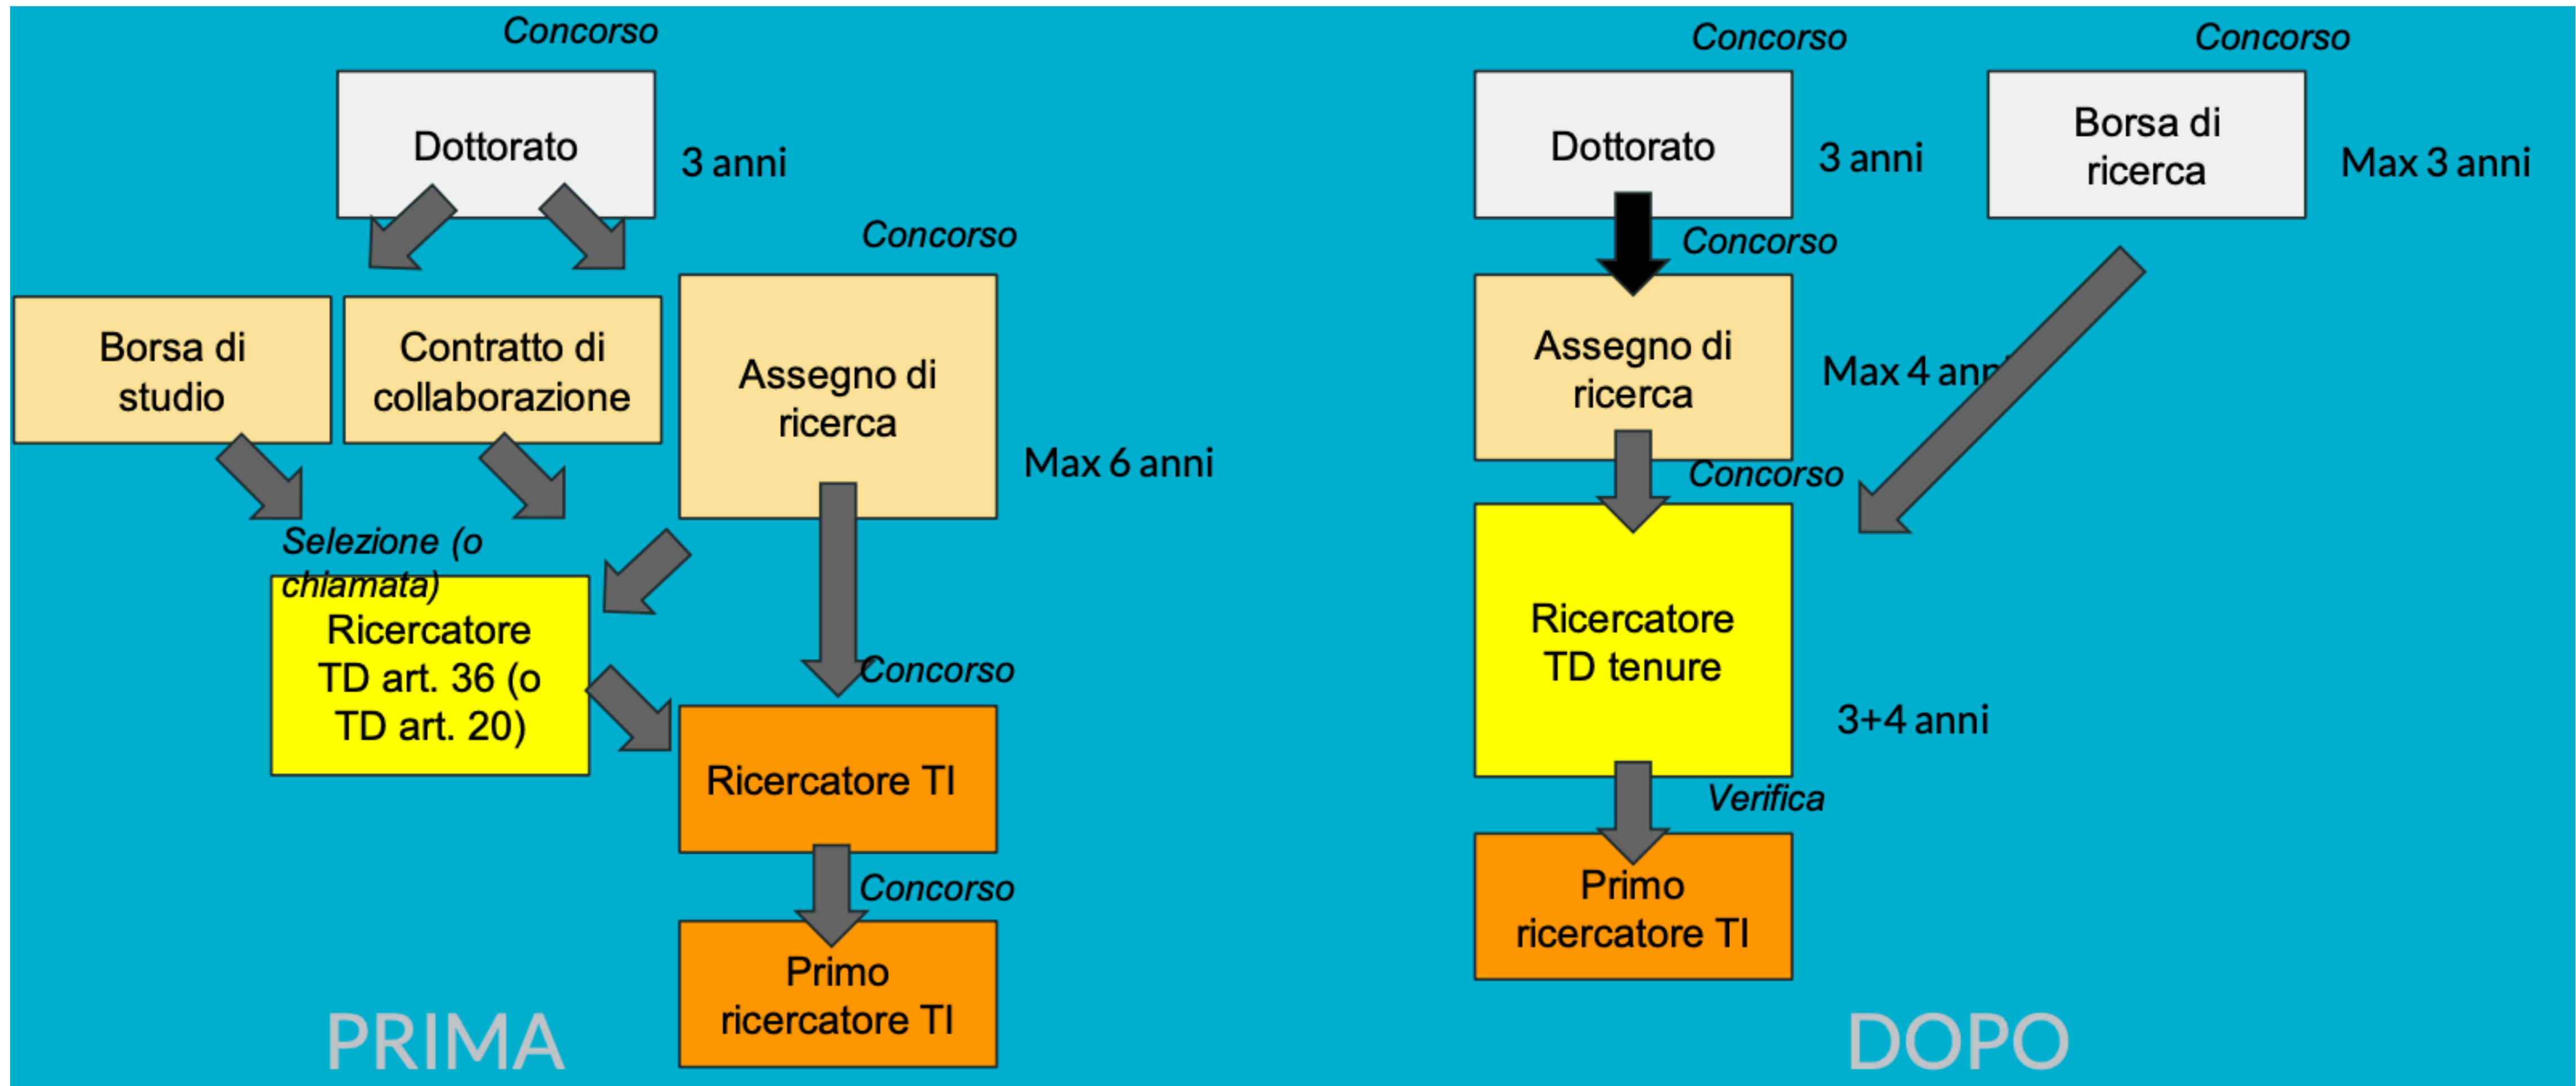 Concorso
Dottorato
3 anni
Concorso
Borsa di
studio
Contratto di
collaborazione
Assegno di
ricerca
Max 6 anni
Selezione (o
chiamata)
Ricercatore
TD art. 36 (o
TD art. 20)
Concorso
Ricercatore TI
Concorso
Primo
ricercatore TI
PRIMA
Concorso
Dottorato
3 anni
Concorso
Borsa di
ricerca
Max 3 anni
Concorso
Assegno di
ricerca
Max 4 anni
Concorso
Ricercatore
TD tenure
3+4 anni
Verifica
Primo
ricercatore TI
DOPO